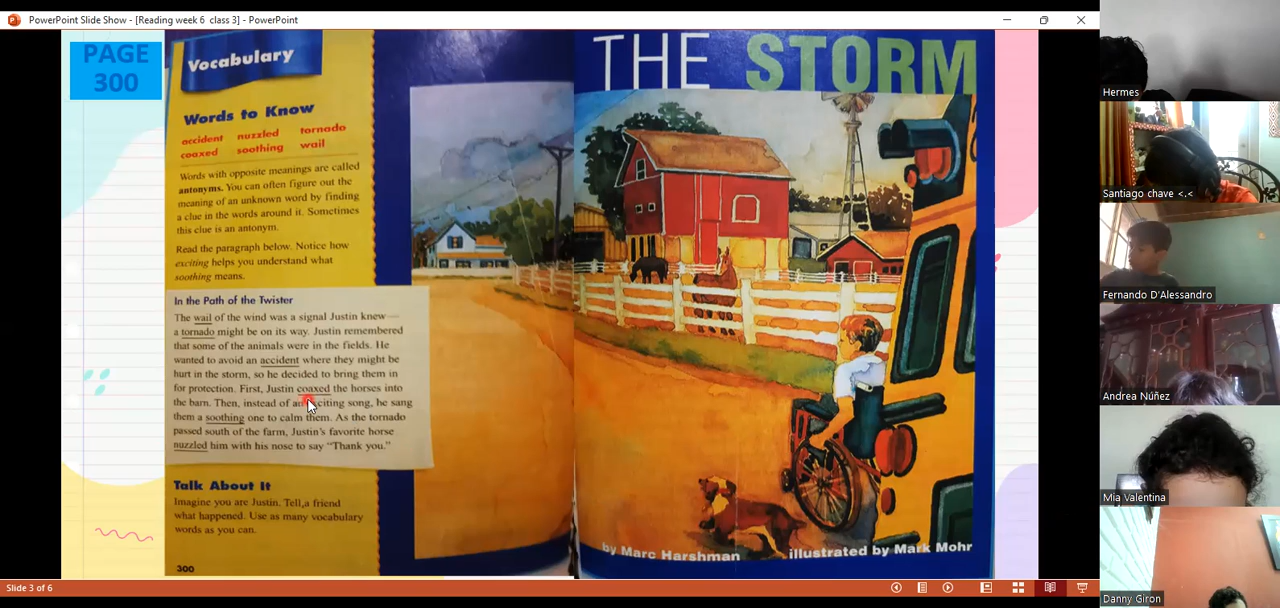 PowerPoint Slide Show - [Reading week 6 class 3] - PowerPoint
PAGE
300
Vocabulary
Words to Know
accident nuzzled tornado
coaxed soothing wail
Words with opposite meanings are called
antonyms. You can often figure out the
meaning of an unknown word by finding
a clue in the words around it. Sometimes
this clue is an antonym.
Read the paragraph below. Notice how
exciting helps you understand what
soothing means.
In the Path of the Twister
The wail of the wind was a signal Justin knew—
a tornado might be on its way. Justin remembered
that some of the animals were in the fields. He
wanted to avoid an accident where they might be
hurt in the storm, so he decided to bring them in
for protection. First, Justin coaxed the horses into
the barn. Then, instead of an exciting song, he sang
them a soothing one to calm them. As the tornado
passed south of the farm, Justin's favorite horse
nuzzled him with his nose to say "Thank you."
Talk About It
Imagine you are Justin. Tell a friend
what happened. Use as many vocabulary
words as you can.
300
THE STORM
by Marc Harshman illustrated by Mark Mohr
Slide 3 of 6
Hermes
Santiago chave <.<
Fernando D'Alessandro
Andrea Núñez
Mia Valentina
Danny Giron